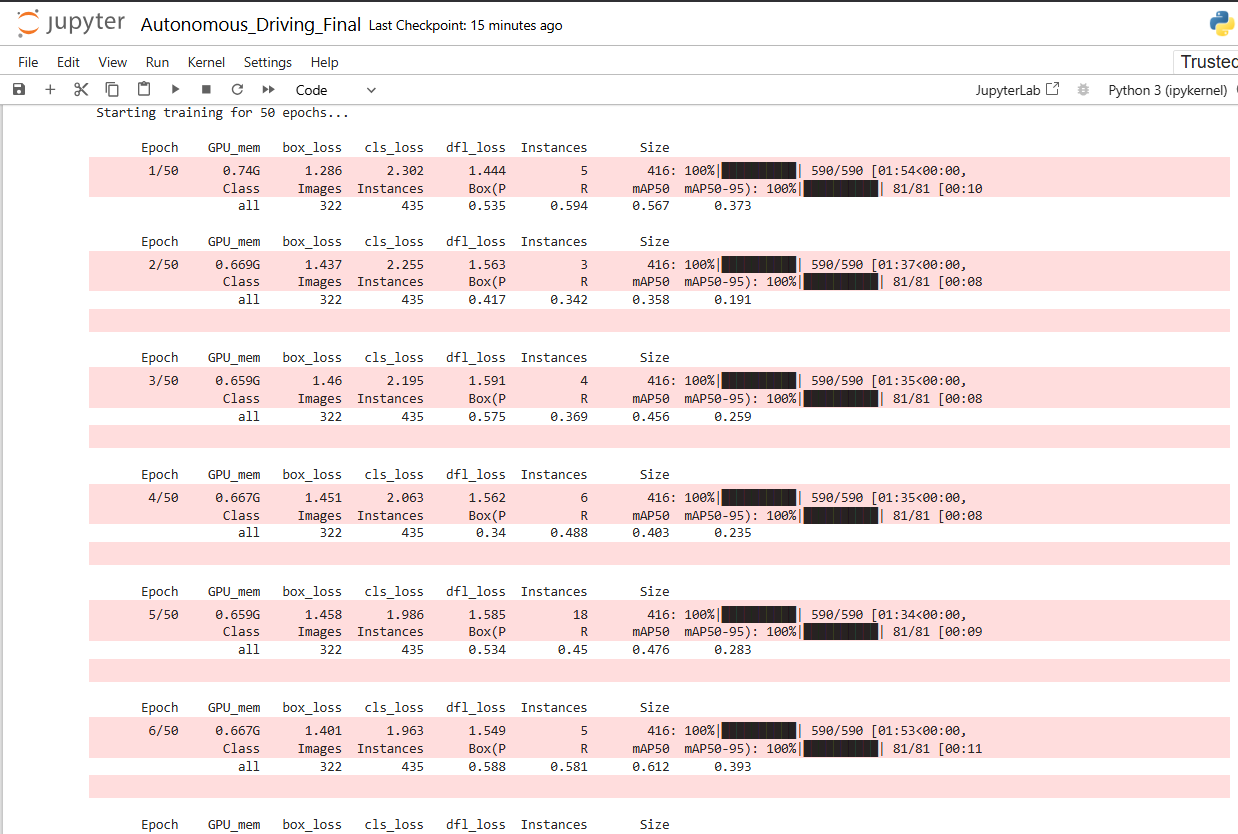 jupyter Autonomous_Driving_Final Last Checkpoint: 15 minutes ago
File Edit View Run Kernel Settings Help Trusted
Code JupyterLab Python 3 (ipykernel)
Starting training for 50 epochs...
Epoch GPU_mem box_loss cls_loss dfl_loss Instances Size
1/50 0.74G 1.286 2.302 1.444 5 416: 100%|██████████| 590/590 [01:54<00:00,
Class Images Instances Box(P R mAP50 mAP50-95): 100%|██████████| 81/81 [00:10
all 322 435 0.535 0.594 0.567 0.373
Epoch GPU_mem box_loss cls_loss dfl_loss Instances Size
2/50 0.669G 1.437 2.255 1.563 3 416: 100%|██████████| 590/590 [01:37<00:00,
Class Images Instances Box(P R mAP50 mAP50-95): 100%|██████████| 81/81 [00:08
all 322 435 0.417 0.342 0.358 0.191
Epoch GPU_mem box_loss cls_loss dfl_loss Instances Size
3/50 0.659G 1.46 2.195 1.591 4 416: 100%|██████████| 590/590 [01:35<00:00,
Class Images Instances Box(P R mAP50 mAP50-95): 100%|██████████| 81/81 [00:08
all 322 435 0.575 0.369 0.456 0.259
Epoch GPU_mem box_loss cls_loss dfl_loss Instances Size
4/50 0.667G 1.451 2.063 1.562 6 416: 100%|██████████| 590/590 [01:35<00:00,
Class Images Instances Box(P R mAP50 mAP50-95): 100%|██████████| 81/81 [00:08
all 322 435 0.34 0.488 0.403 0.235
Epoch GPU_mem box_loss cls_loss dfl_loss Instances Size
5/50 0.659G 1.458 1.986 1.585 18 416: 100%|██████████| 590/590 [01:34<00:00,
Class Images Instances Box(P R mAP50 mAP50-95): 100%|██████████| 81/81 [00:09
all 322 435 0.534 0.45 0.476 0.283
Epoch GPU_mem box_loss cls_loss dfl_loss Instances Size
6/50 0.667G 1.401 1.963 1.549 5 416: 100%|██████████| 590/590 [01:53<00:00,
Class Images Instances Box(P R mAP50 mAP50-95): 100%|██████████| 81/81 [00:11
all 322 435 0.588 0.581 0.612 0.393
Epoch GPU_mem box_loss cls_loss dfl_loss Instances Size